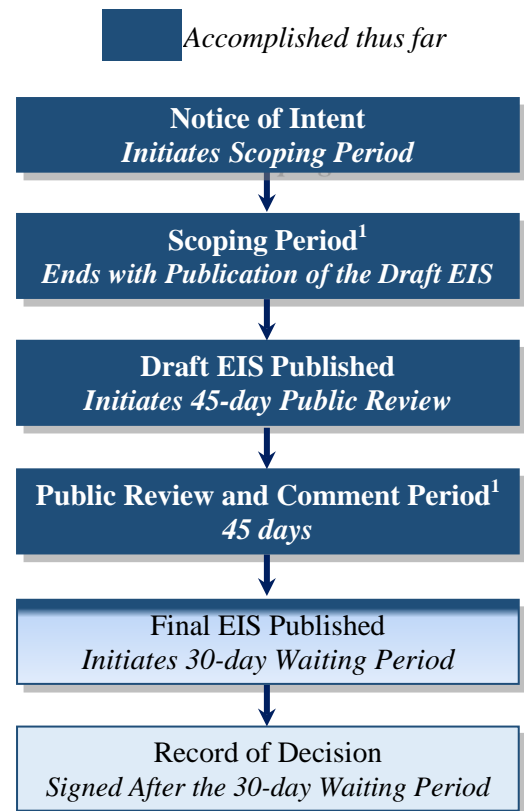 Accomplished thus far
Notice of Intent
Initiates Scoping Period
Scoping Period¹
Ends with Publication of the Draft EIS
Draft EIS Published
Initiates 45-day Public Review
Public Review and Comment Period¹
45 days
Final EIS Published
Initiates 30-day Waiting Period
Record of Decision
Signed After the 30-day Waiting Period